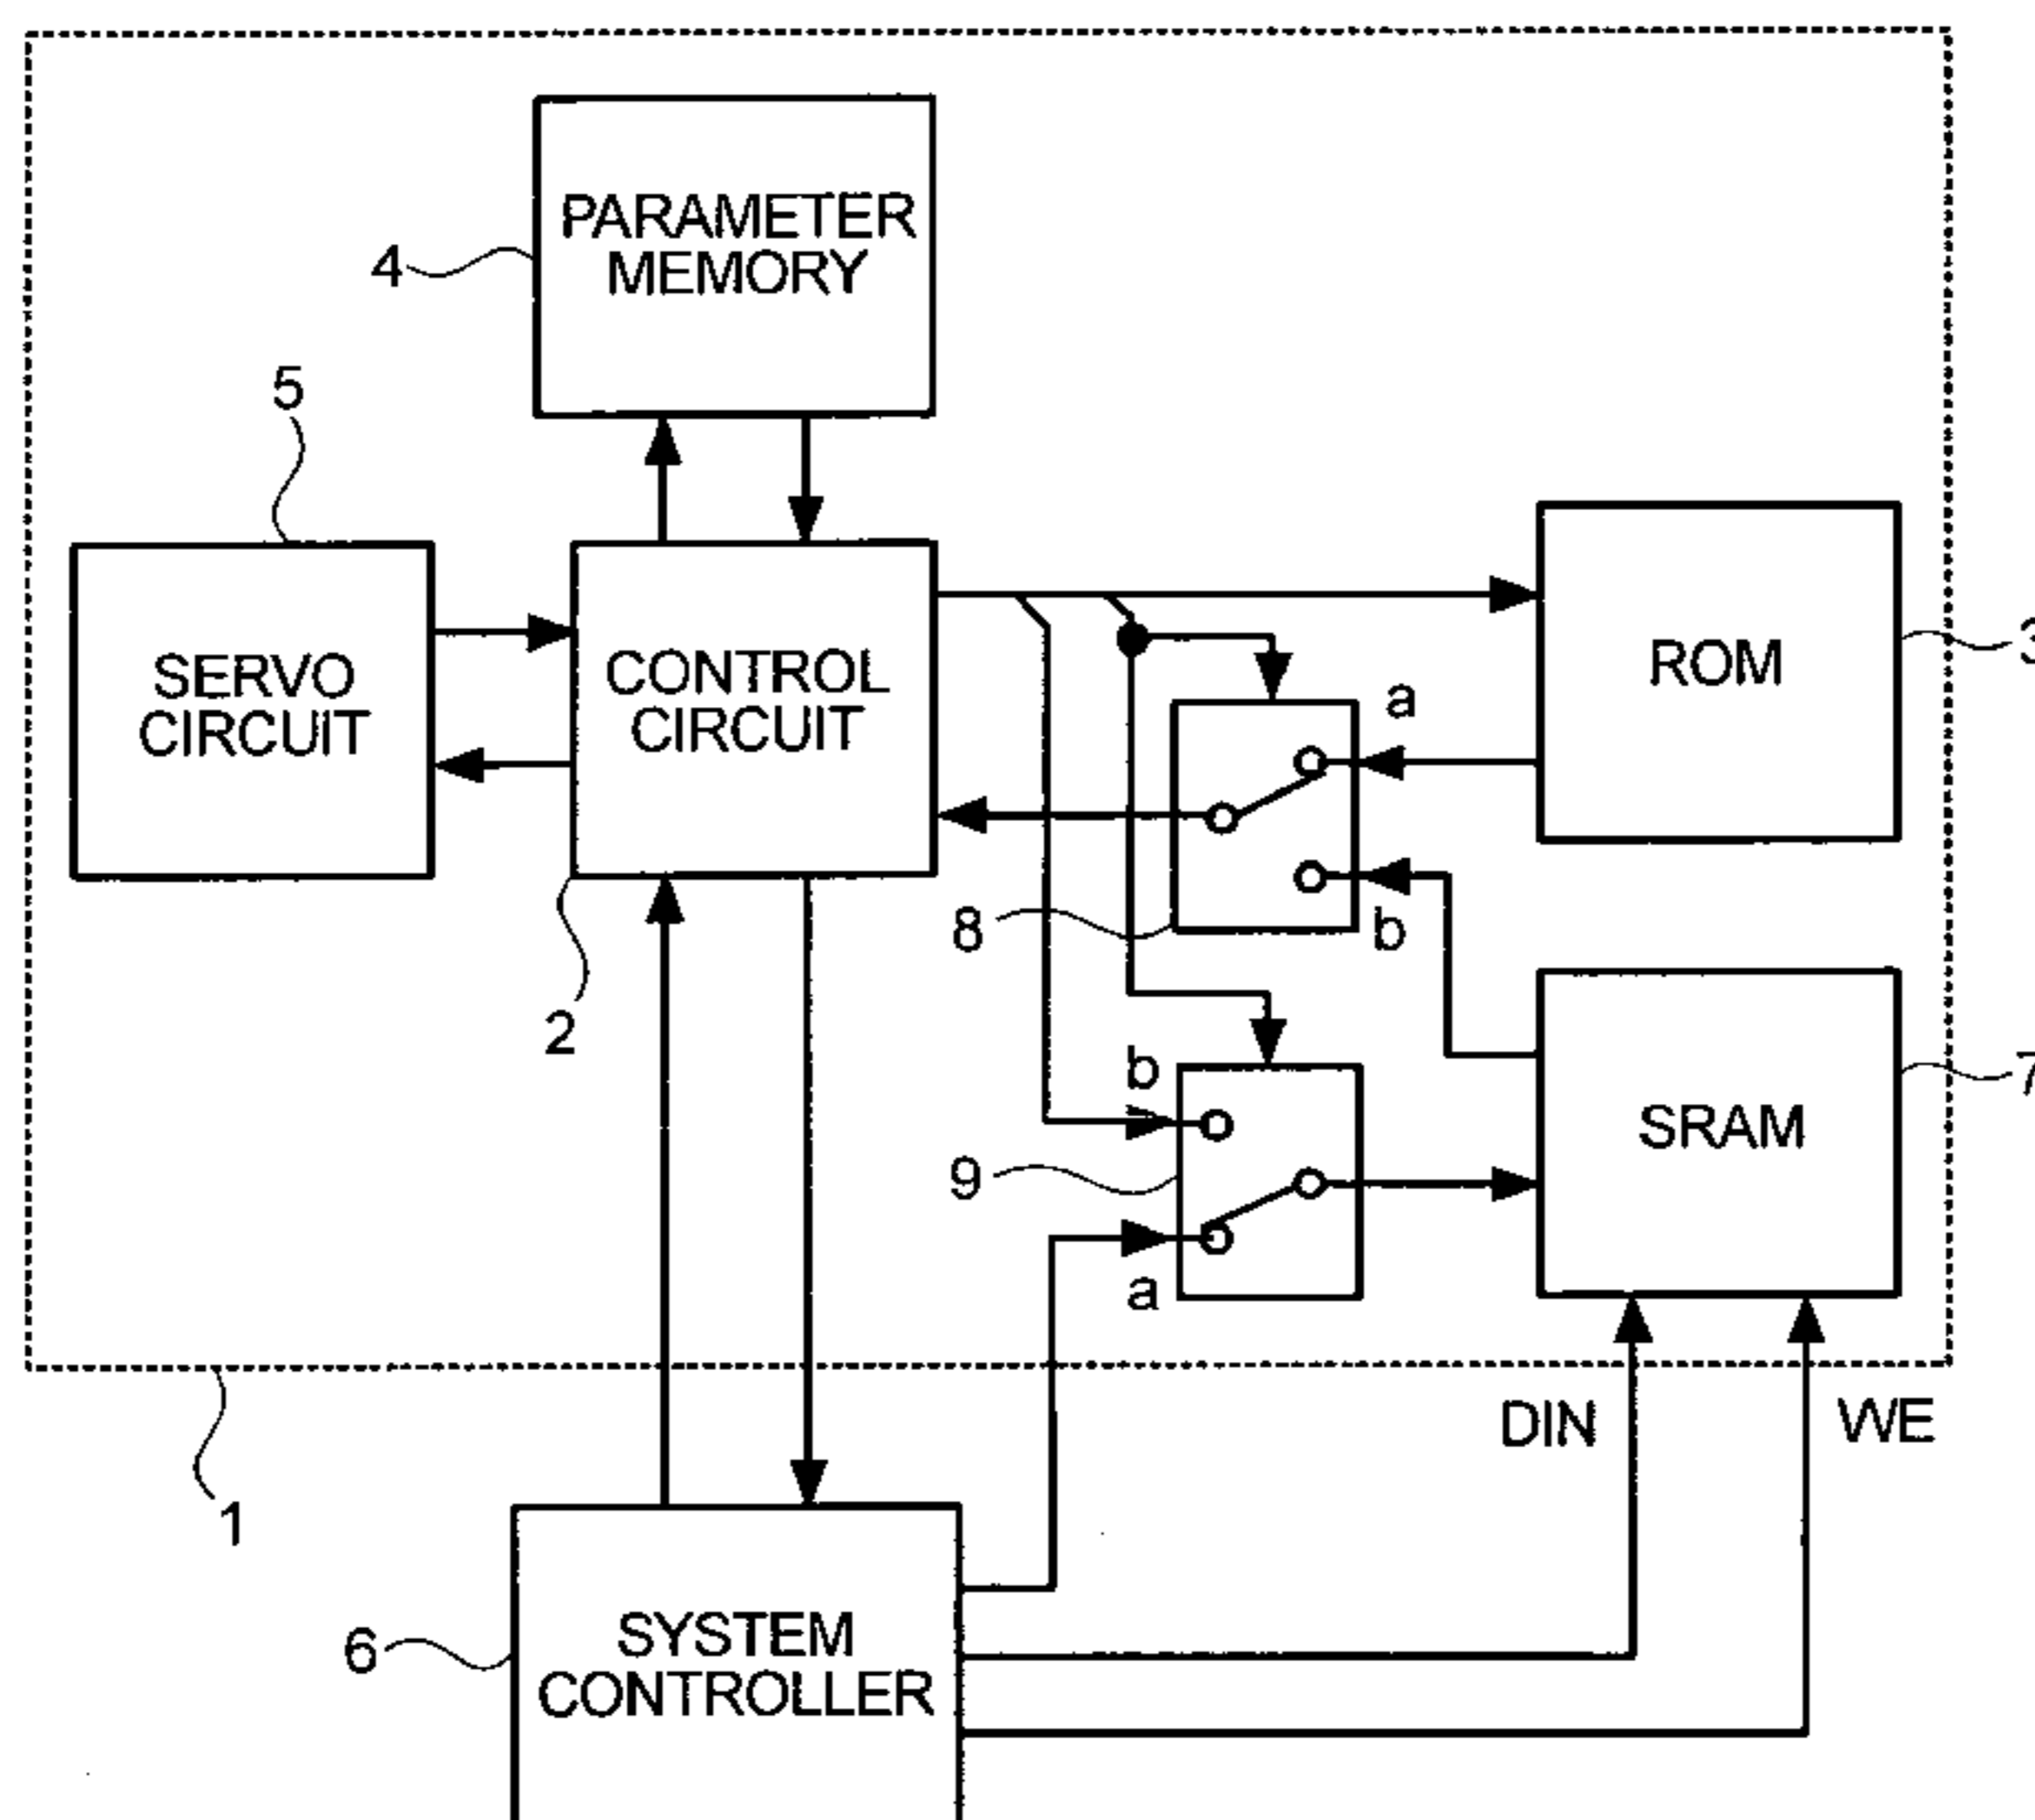 PARAMETER
MEMORY
4
5
SERVO
CIRCUIT
CONTROL
CIRCUIT
ROM
3
a
8
b
2
b
SRAM
7
9
a
DIN
WE
1
SYSTEM
CONTROLLER
6